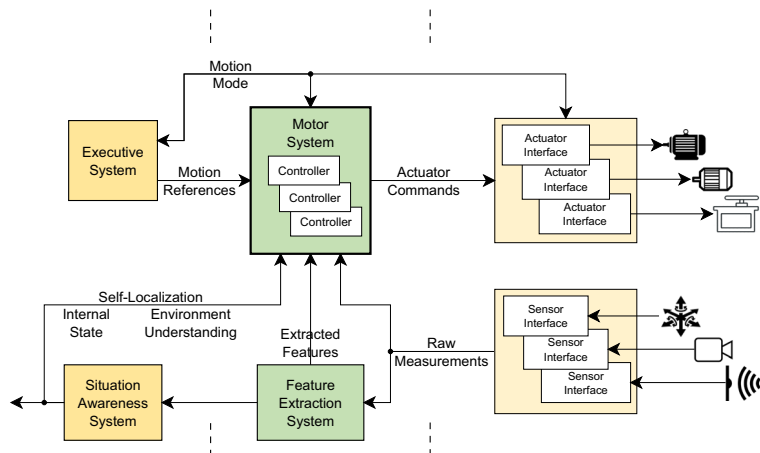 Motion
Mode
Executive
System
Motion
References
Motor
System
Controller
Controller
Controller
Actuator
Commands
Actuator
Interface
Actuator
Interface
Actuator
Interface
Self-Localization
Internal
State
Environment
Understanding
Extracted
Features
Raw
Measurements
Sensor
Interface
Sensor
Interface
Sensor
Interface
Situation
Awareness
System
Feature
Extraction
System